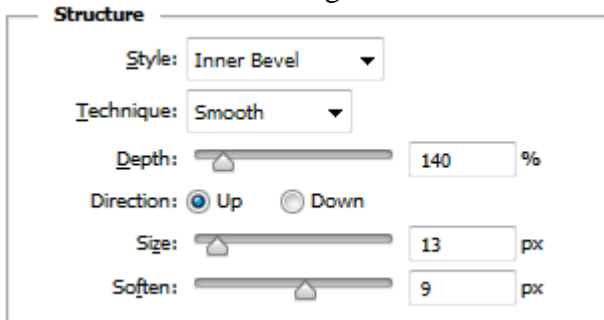 Structure
Style: Inner Bevel
Technique: Smooth
Depth: 140 %
Direction: Up Down
Size: 13 px
Soften: 9 px